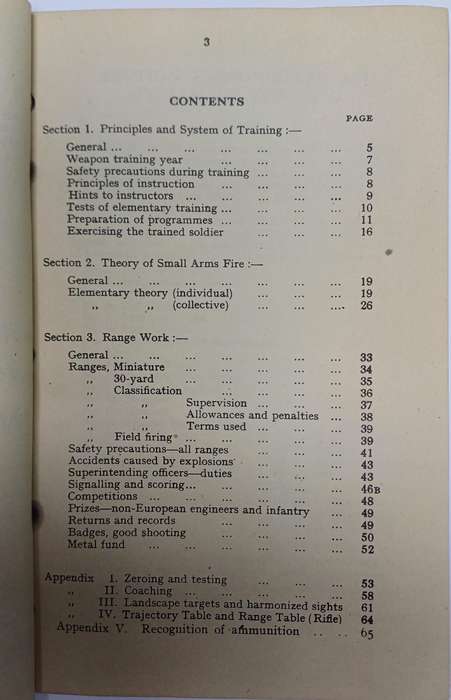 3
CONTENTS
PAGE
Section 1. Principles and System of Training :—
General ... ... ... ... ... ... ... 5
Weapon training year ... ... ... ... 7
Safety precautions during training ... ... ... 8
Principles of instruction ... ... ... ... 8
Hints to instructors ... ... ... ... ... 9
Tests of elementary training ... ... ... ... 10
Preparation of programmes ... ... ... ... 11
Exercising the trained soldier ... ... ... 16
Section 2. Theory of Small Arms Fire :—
General ... ... ... ... ... ... ... 19
Elementary theory (individual) ... ... ... 19
„ „ (collective) ... ... .... 26
Section 3. Range Work :—
General ... ... ... ... ... ... ... 33
Ranges, Miniature ... ... ... ... ... 34
„ 30-yard ... ... ... ... ... 35
„ Classification ... ... ... ... 36
„ „ Supervision ... ... ... 37
„ „ Allowances and penalties ... 38
„ „ Terms used ... ... ... 39
„ Field firing ... ... ... ... ... 39
Safety precautions—all ranges ... ... ... 41
Accidents caused by explosions ... ... ... 43
Superintending officers—duties ... ... ... 43
Signalling and scoring... ... ... ... ... 46B
Competitions ... ... ... ... ... ... 48
Prizes—non-European engineers and infantry ... 49
Returns and records ... ... ... ... 49
Badges, good shooting ... ... ... ... 50
Metal fund ... ... ... ... ... ... 52
Appendix I. Zeroing and testing ... ... ... 53
„ II. Coaching ... ... ... ... ... 58
„ III. Landscape targets and harmonized sights 61
„ IV. Trajectory Table and Range Table (Rifle) 64
Appendix V. Recognition of ammunition .. .. .. 65